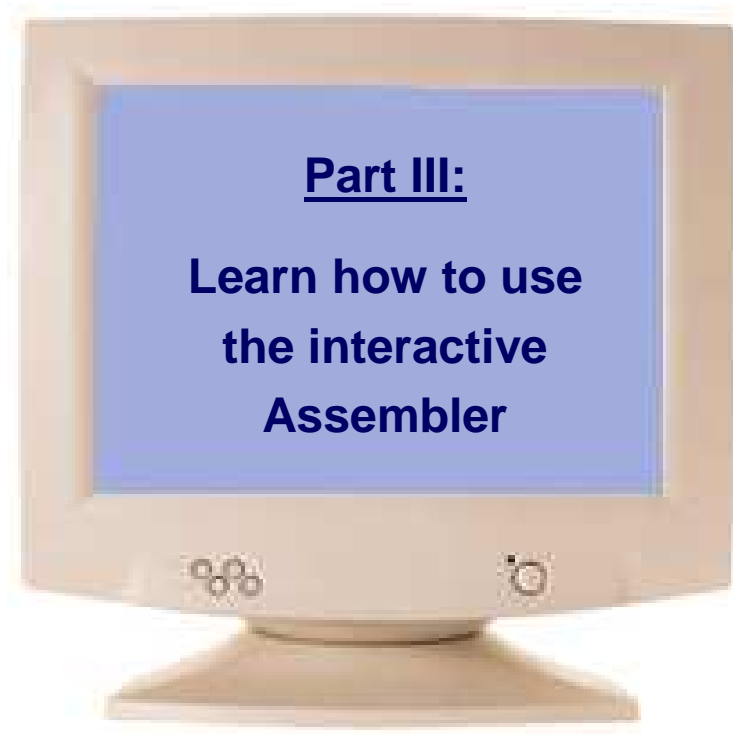 Part III:
Learn how to use
the interactive
Assembler